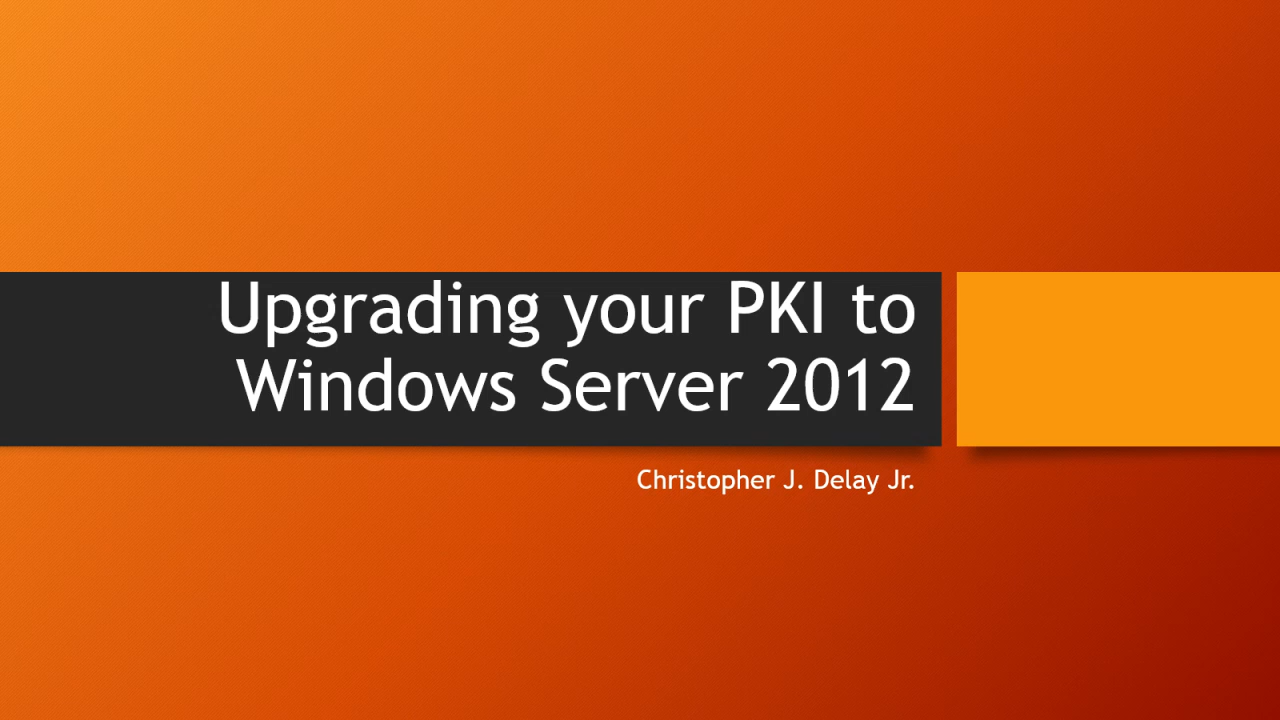 Upgrading your PKI to
Windows Server 2012
Christopher J. Delay Jr.